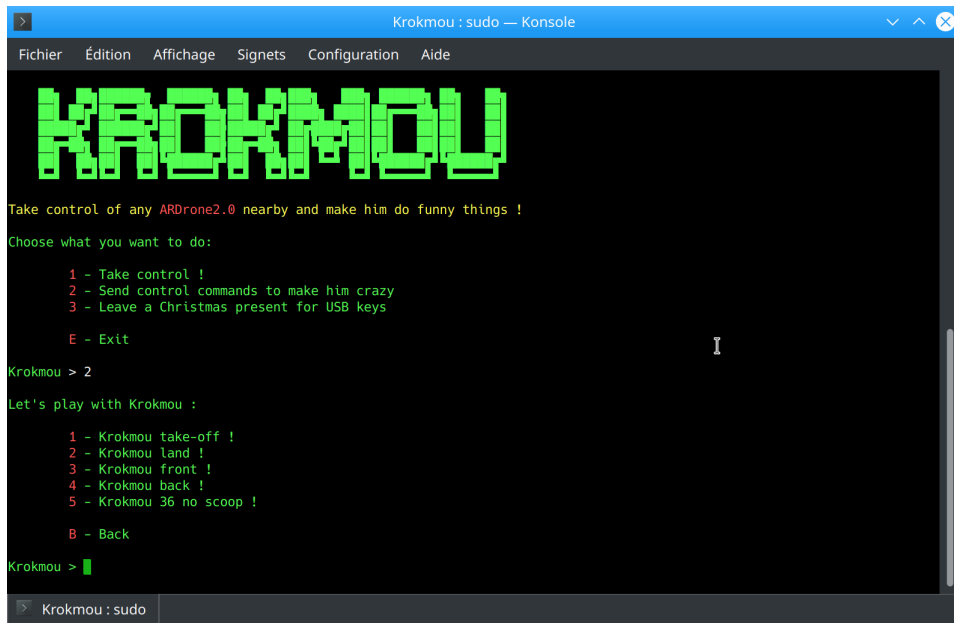 Krokmou : sudo — Konsole
Fichier Édition Affichage Signets Configuration Aide
KROKMOU
Take control of any ARDrone2.0 nearby and make him do funny things !
Choose what you want to do:
1 - Take control !
2 - Send control commands to make him crazy
3 - Leave a Christmas present for USB keys
E - Exit
Krokmou > 2
Let's play with Krokmou :
1 - Krokmou take-off !
2 - Krokmou land !
3 - Krokmou front !
4 - Krokmou back !
5 - Krokmou 36 no scoop !
B - Back
Krokmou >
Krokmou : sudo